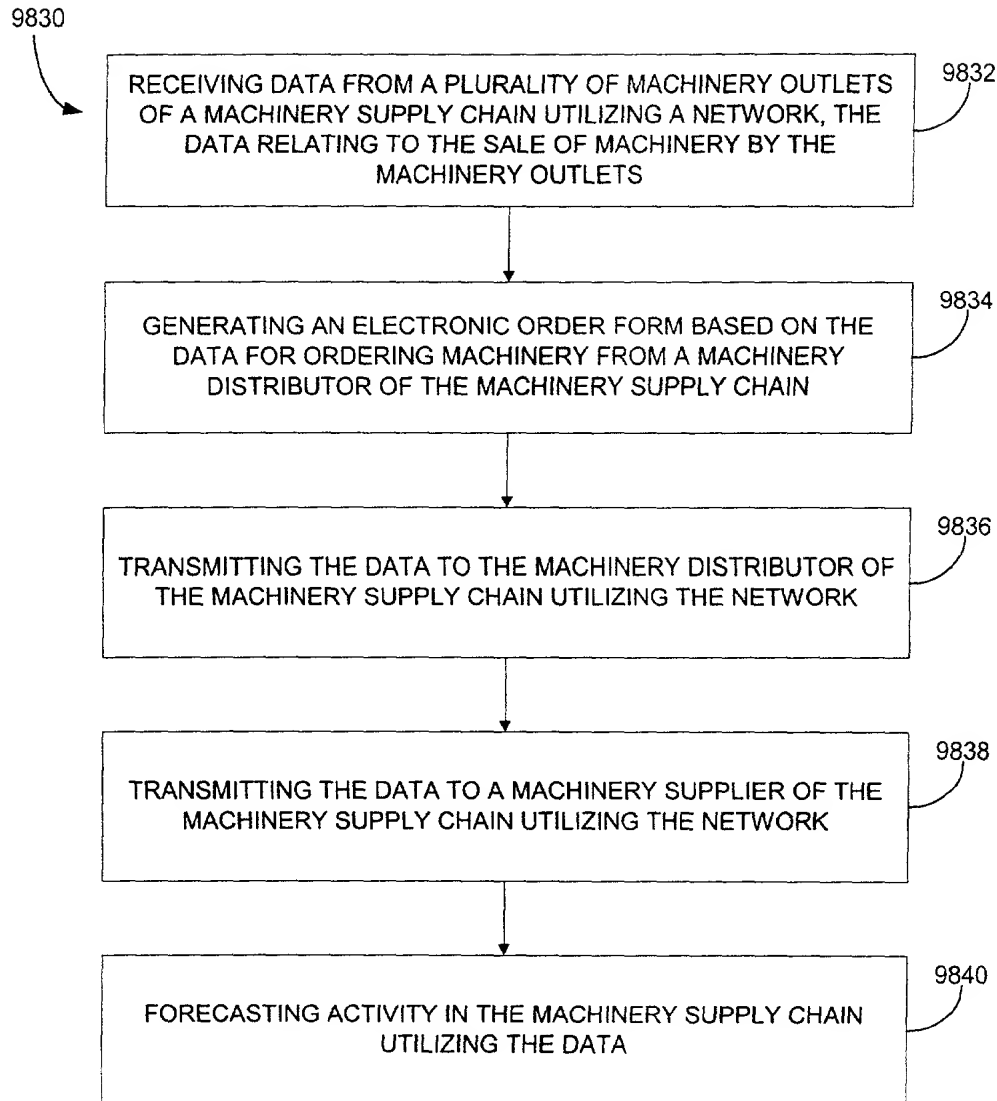 9830
RECEIVING DATA FROM A PLURALITY OF MACHINERY OUTLETS
OF A MACHINERY SUPPLY CHAIN UTILIZING A NETWORK, THE
DATA RELATING TO THE SALE OF MACHINERY BY THE
MACHINERY OUTLETS
9832
GENERATING AN ELECTRONIC ORDER FORM BASED ON THE
DATA FOR ORDERING MACHINERY FROM A MACHINERY
DISTRIBUTOR OF THE MACHINERY SUPPLY CHAIN
9834
TRANSMITTING THE DATA TO THE MACHINERY DISTRIBUTOR OF
THE MACHINERY SUPPLY CHAIN UTILIZING THE NETWORK
9836
TRANSMITTING THE DATA TO A MACHINERY SUPPLIER OF THE
MACHINERY SUPPLY CHAIN UTILIZING THE NETWORK
9838
FORECASTING ACTIVITY IN THE MACHINERY SUPPLY CHAIN
UTILIZING THE DATA
9840